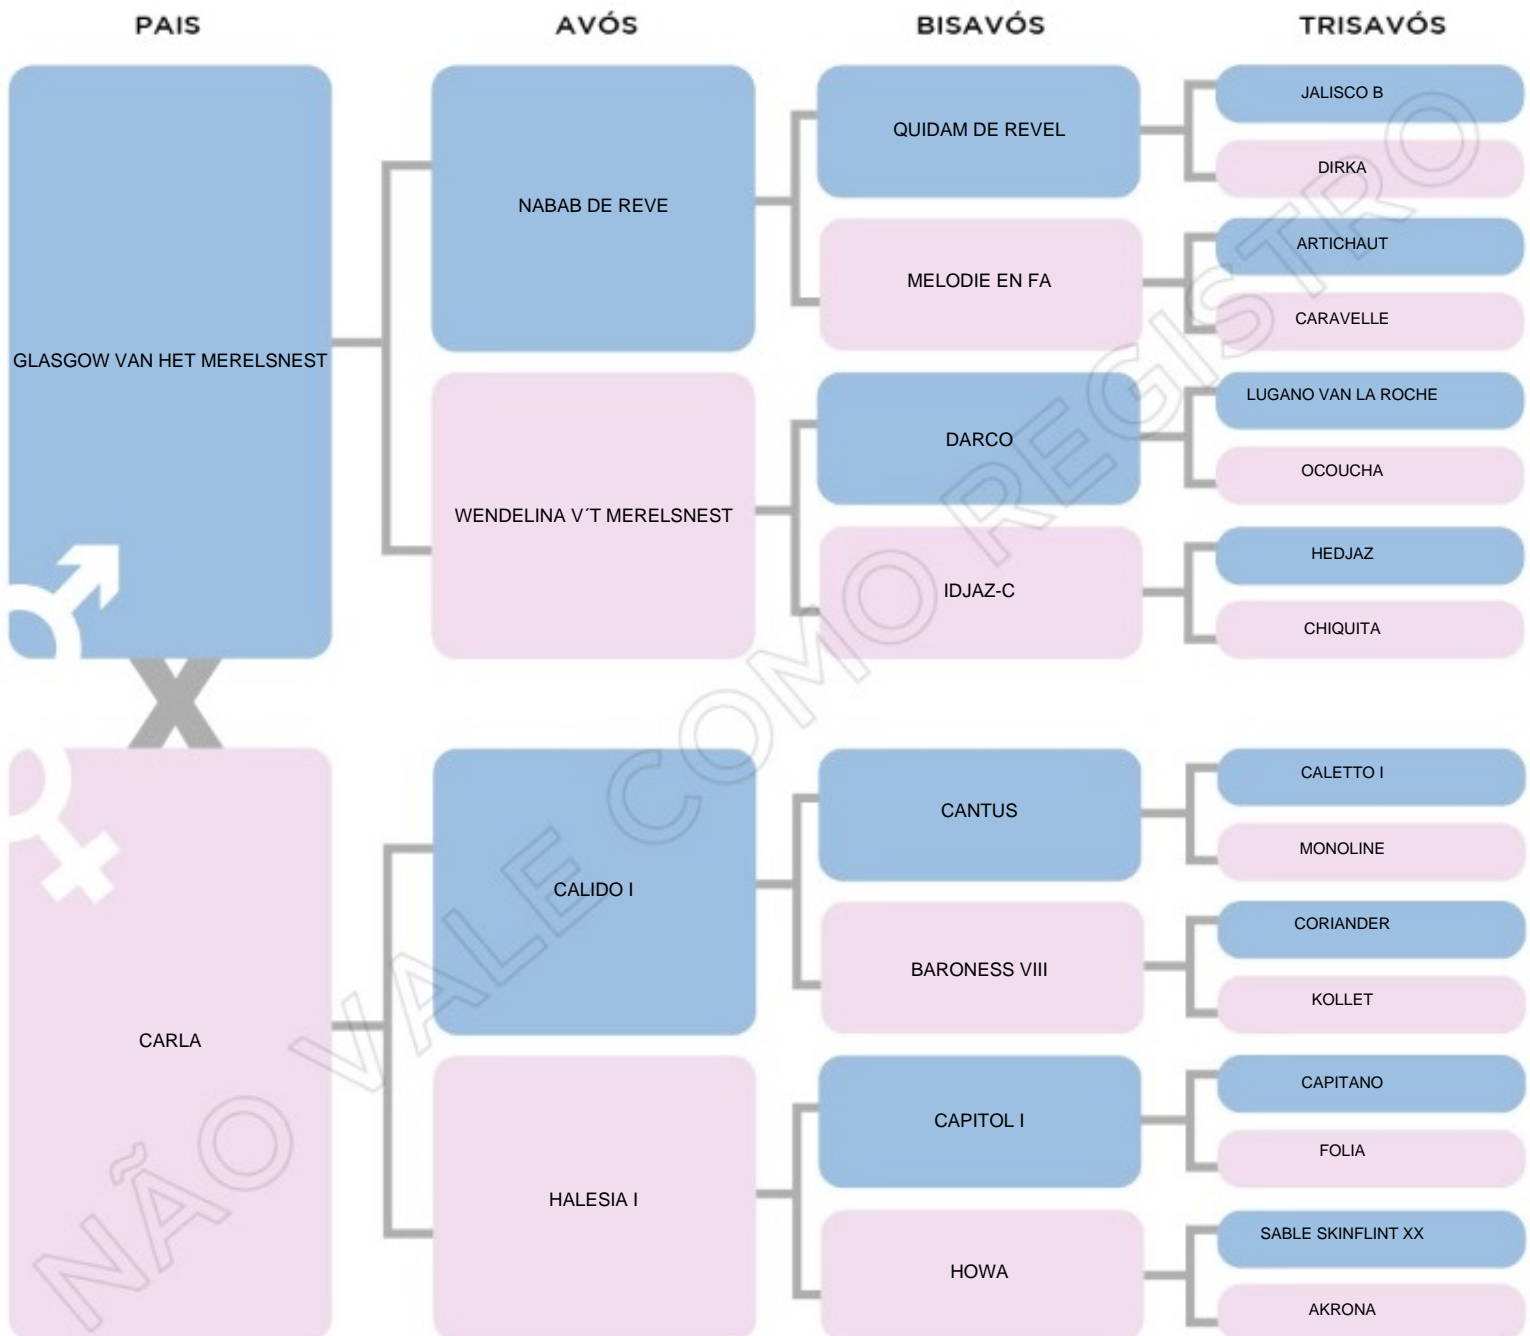 PAIS
AVÓS
BISAVÓS
TRISAVÓS
GLASGOW VAN HET MERELSNEST
NABAB DE REVE
QUIDAM DE REVEL
JALISCO B
DIRKA
MELODIE EN FA
ARTICHAUT
CARAVELLE
WENDELINA V´T MERELSNEST
DARCO
LUGANO VAN LA ROCHE
OCOUCHA
IDJAZ-C
HEDJAZ
CHIQUITA
X
CARLA
CALIDO I
CANTUS
CALETTO I
MONOLINE
BARONESS VIII
CORIANDER
KOLLET
HALESIA I
CAPITOL I
CAPITANO
FOLIA
HOWA
SABLE SKINFLINT XX
AKRONA
NÃO VALE COMO REGISTRO